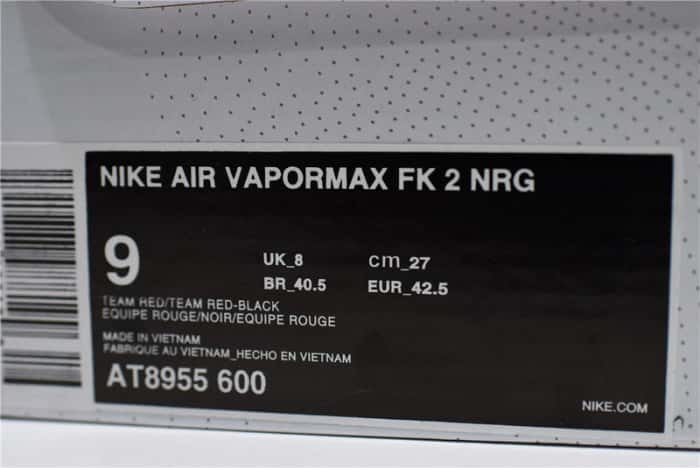 NIKE AIR VAPORMAX FK 2 NRG
9
UK_8 cm_27
BR_40.5 EUR_42.5
TEAM RED/TEAM RED-BLACK
EQUIPE ROUGE/NOIR/EQUIPE ROUGE
MADE IN VIETNAM
FABRIQUE AU VIETNAM_HECHO EN VIETNAM
AT8955 600
NIKE.COM